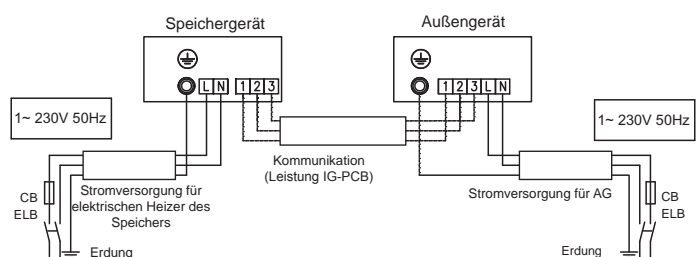 Speichergerät
Außengerät
L N 1 2 3
1 2 3 L N
1~ 230V 50Hz
1~ 230V 50Hz
Kommunikation
(Leistung IG-PCB)
Stromversorgung für
elektrischen Heizer des
Speichers
Stromversorgung für AG
CB
ELB
CB
ELB
Erdung
Erdung